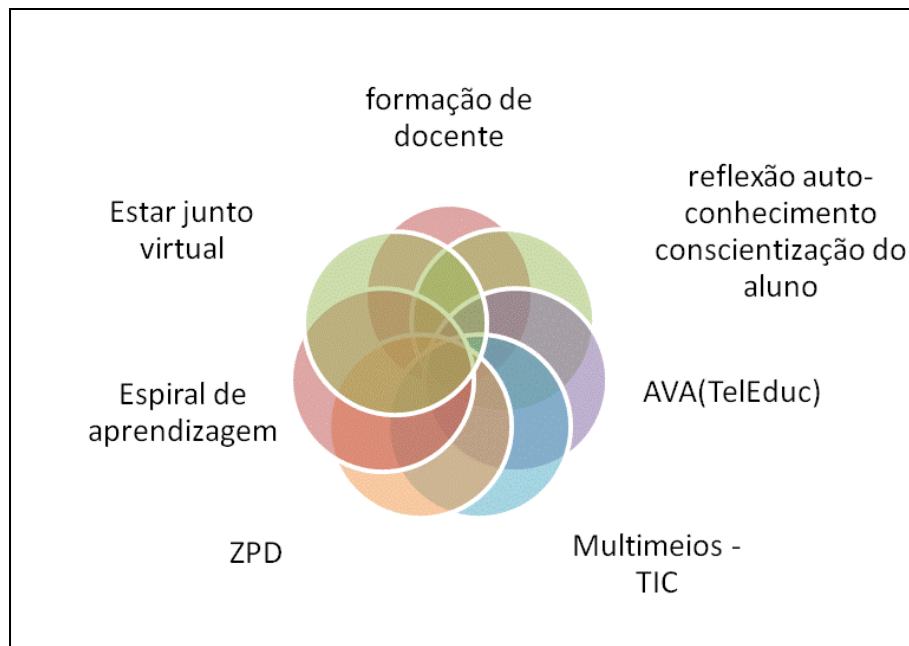 formação de
docente
reflexão auto-
conhecimento
conscientização do
aluno
Estar junto
virtual
AVA(TelEduc)
Espiral de
aprendizagem
Multimeios -
TIC
ZPD